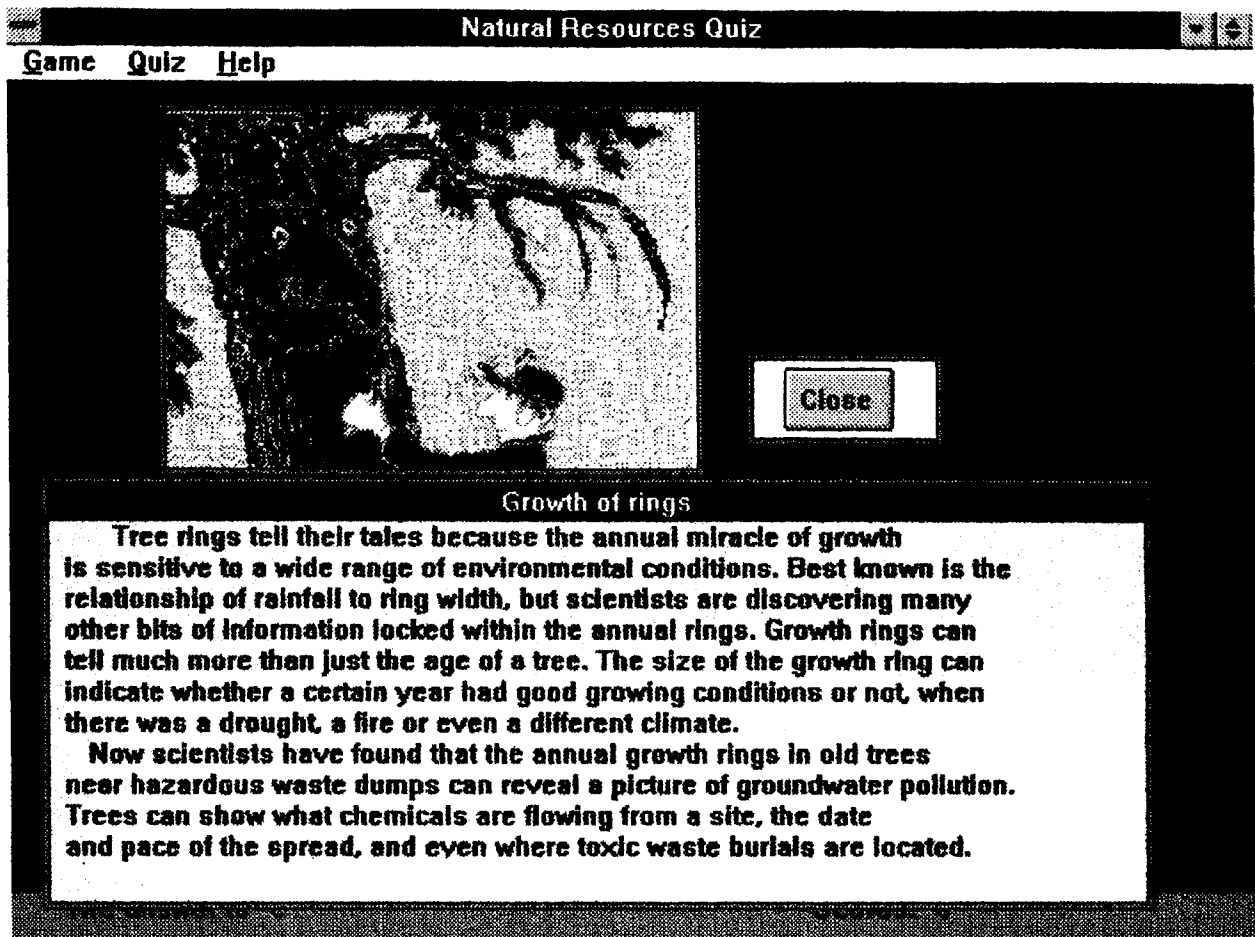 Natural Resources Quiz
Game Quiz Help
Close
Growth of rings
Tree rings tell their tales because the annual miracle of growth
is sensitive to a wide range of environmental conditions. Best known is the
relationship of rainfall to ring width, but scientists are discovering many
other bits of information locked within the annual rings. Growth rings can
tell much more than just the age of a tree. The size of the growth ring can
indicate whether a certain year had good growing conditions or not, when
there was a drought, a fire or even a different climate.
Now scientists have found that the annual growth rings in old trees
near hazardous waste dumps can reveal a picture of groundwater pollution.
Trees can show what chemicals are flowing from a site, the date
and pace of the spread, and even where toxic waste burials are located.